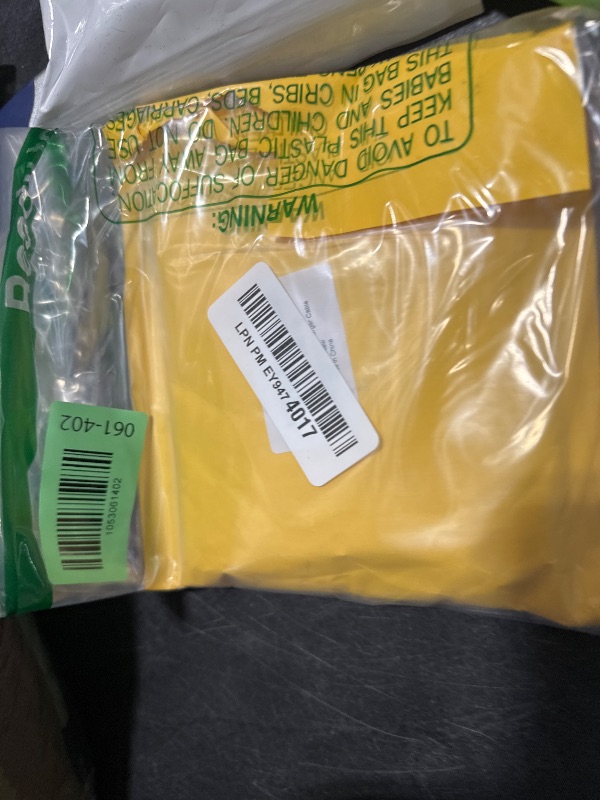 WARNING:
TO AVOID DANGER OF SUFFOCATION
KEEP THIS PLASTIC BAG AWAY FROM
BABIES AND CHILDREN. DO NOT USE
THIS BAG IN CRIBS, BEDS, CARRIAGES
LPN PM EY9474017
061-402
1053061402